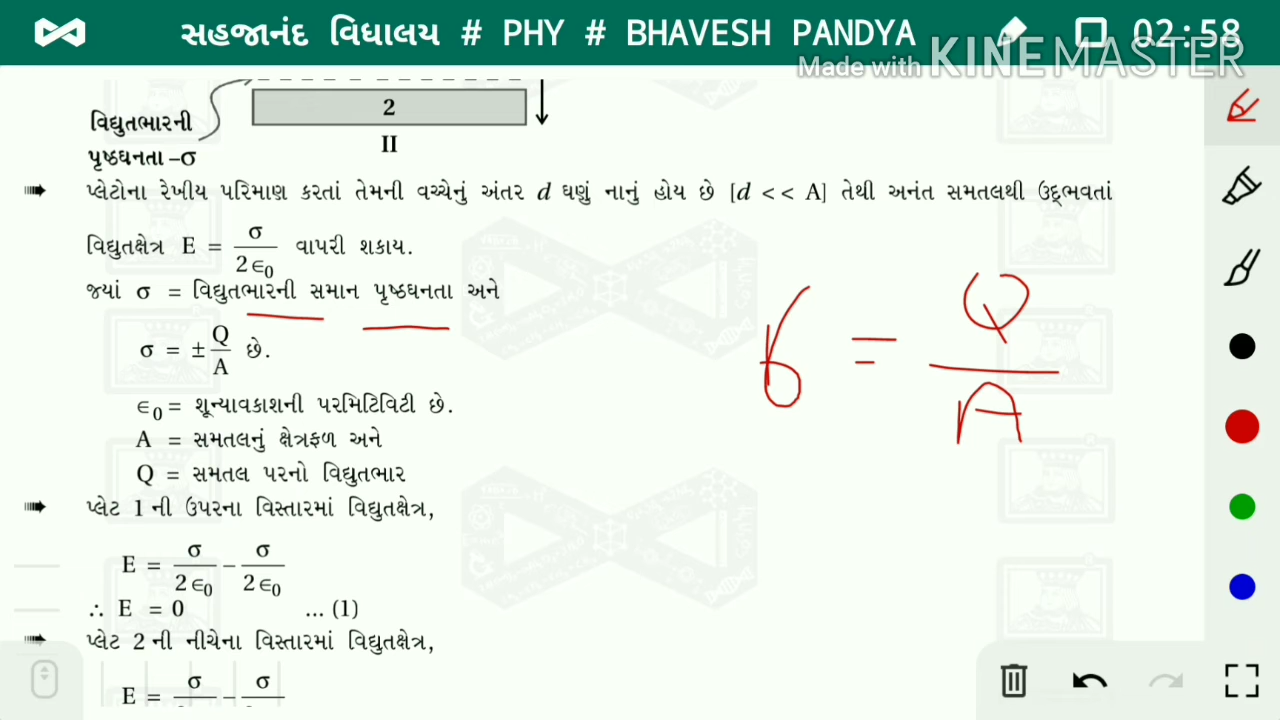 સહજાનંદ વિધાલય # PHY # BHAVESH PANDYA
02:58
Made with KINEMASTER
2
II
વિદ્યુતભારની
પૃષ્ઠઘનતા –σ
પ્લેટોના રેખીય પરિમાણ કરતાં તેમની વચ્ચેનું અંતર d ઘણું નાનું હોય છે [d << A] તેથી અનંત સમતલથી ઉદ્ભવતાં
વિદ્યુતક્ષેત્ર E = σ / 2∈0 વાપરી શકાય.
જ્યાં σ = વિદ્યુતભારની સમાન પૃષ્ઠઘનતા અને
σ = ± Q / A છે.
σ = Q / A
∈0 = શૂન્યાવકાશની પરમિટિવિટી છે.
A = સમતલનું ક્ષેત્રફળ અને
Q = સમતલ પરનો વિદ્યુતભાર
પ્લેટ 1 ની ઉપરના વિસ્તારમાં વિદ્યુતક્ષેત્ર,
E = σ / 2∈0 – σ / 2∈0
∴ E = 0 ... (1)
પ્લેટ 2 ની નીચેના વિસ્તારમાં વિદ્યુતક્ષેત્ર,
E = σ – σ